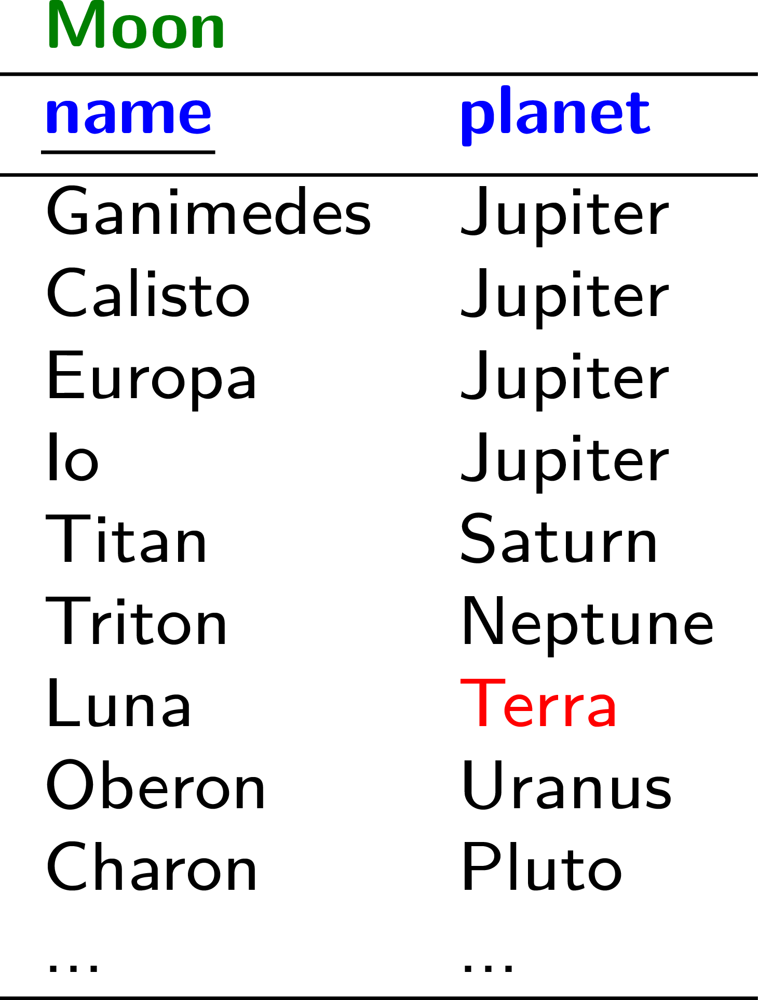 Moon
name planet
Ganimedes Jupiter
Calisto Jupiter
Europa Jupiter
Io Jupiter
Titan Saturn
Triton Neptune
Luna Terra
Oberon Uranus
Charon Pluto
... ...